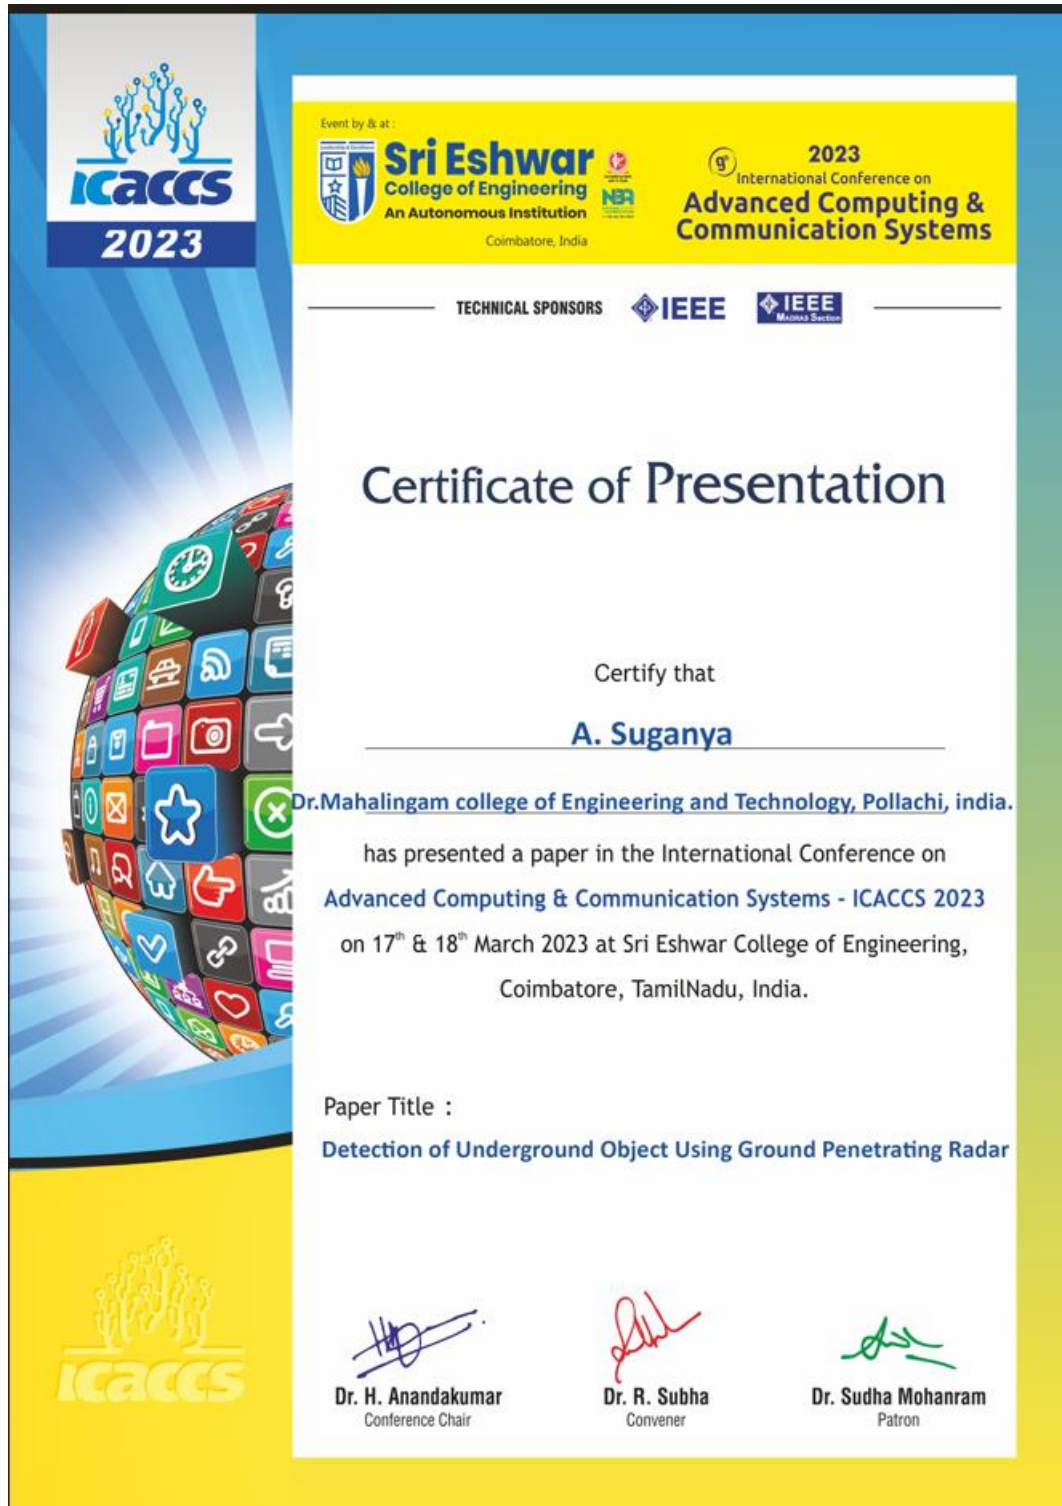 icaccs
2023
Event by & at :
Sri Eshwar
College of Engineering
An Autonomous Institution
Coimbatore, India
NBA
9th
2023
International Conference on
Advanced Computing &
Communication Systems
TECHNICAL SPONSORS
IEEE
IEEE
MADRAS Section
Certificate of Presentation
Certify that
A. Suganya
Dr.Mahalingam college of Engineering and Technology, Pollachi, india.
has presented a paper in the International Conference on
Advanced Computing & Communication Systems - ICACCS 2023
on 17th & 18th March 2023 at Sri Eshwar College of Engineering,
Coimbatore, TamilNadu, India.
Paper Title :
Detection of Underground Object Using Ground Penetrating Radar
icaccs
Dr. H. Anandakumar
Conference Chair
Dr. R. Subha
Convener
Dr. Sudha Mohanram
Patron